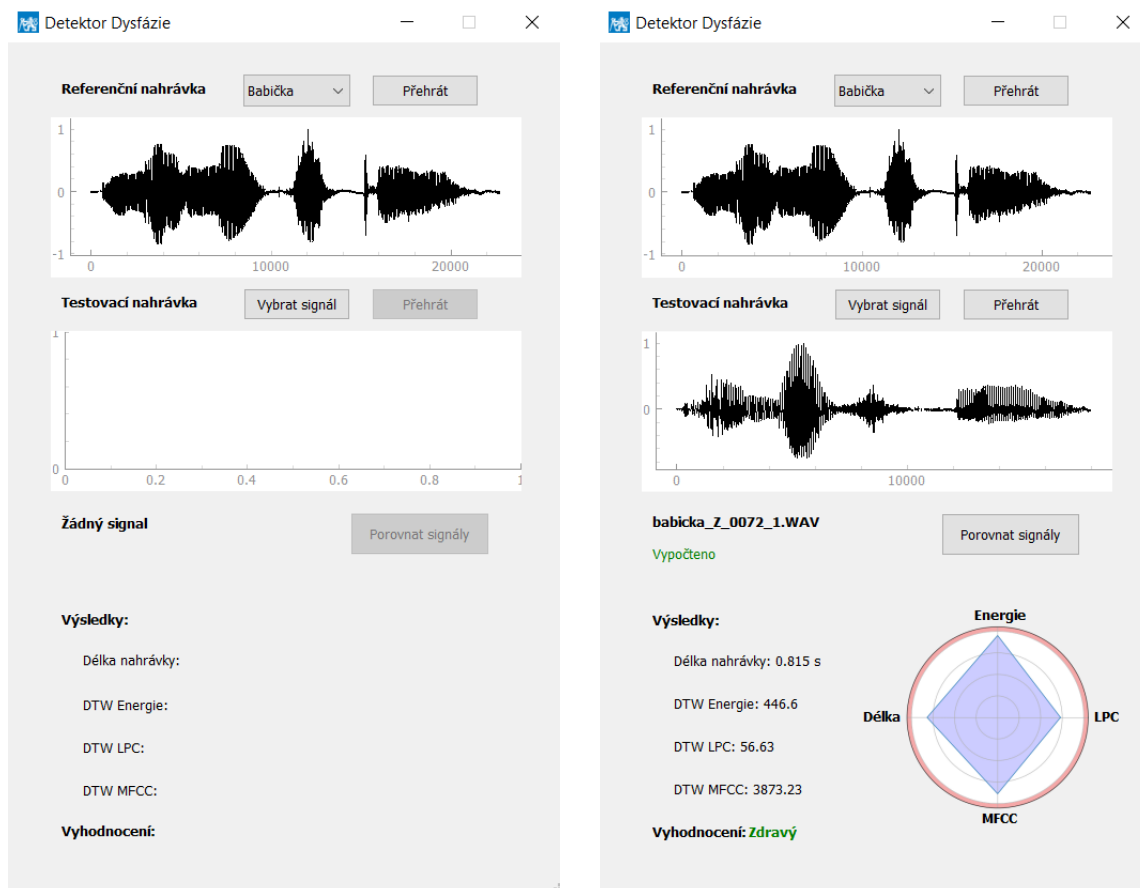 Detektor Dysfázie
Referenční nahrávka Babička Přehrát
1
0
-1
0 10000 20000
Testovací nahrávka Vybrat signál Přehrát
1
0
0 0.2 0.4 0.6 0.8 1
Žádný signal Porovnat signály
Výsledky:
Délka nahrávky:
DTW Energie:
DTW LPC:
DTW MFCC:
Vyhodnocení:
Detektor Dysfázie
Referenční nahrávka Babička Přehrát
1
0
-1
0 10000 20000
Testovací nahrávka Vybrat signál Přehrát
1
0
0 10000
babicka_Z_0072_1.WAV Porovnat signály
Vypočteno
Výsledky:
Délka nahrávky: 0.815 s
DTW Energie: 446.6
DTW LPC: 56.63
DTW MFCC: 3873.23
Vyhodnocení: Zdravý
Energie
Délka LPC
MFCC